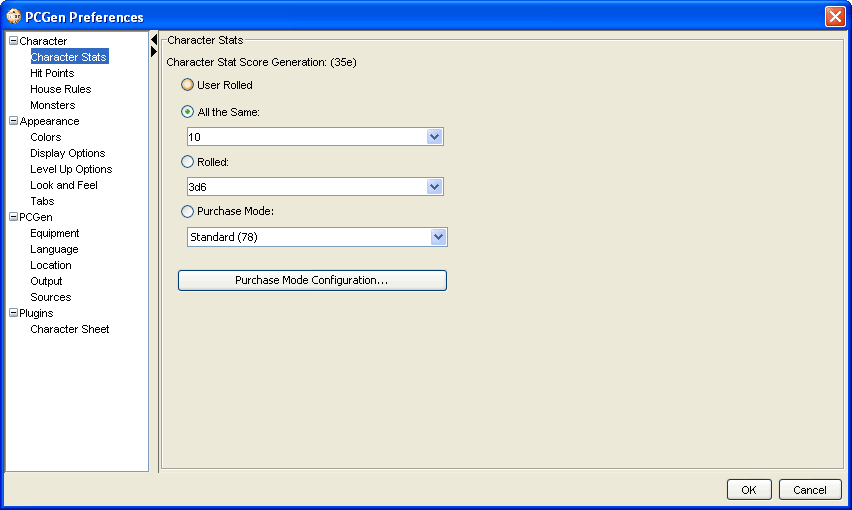 PCGen Preferences
Character
Character Stats
Hit Points
House Rules
Monsters
Appearance
Colors
Display Options
Level Up Options
Look and Feel
Tabs
PCGen
Equipment
Language
Location
Output
Sources
Plugins
Character Sheet
Character Stats
Character Stat Score Generation: (35e)
User Rolled
All the Same:
10
Rolled:
3d6
Purchase Mode:
Standard (78)
Purchase Mode Configuration...
OK
Cancel